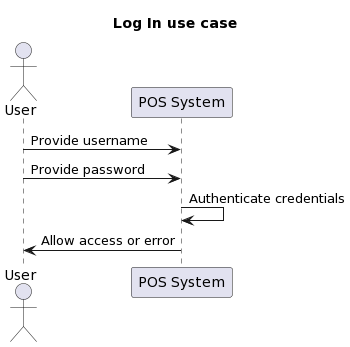 Log In use case
User
POS System
Provide username
Provide password
Authenticate credentials
Allow access or error
User
POS System